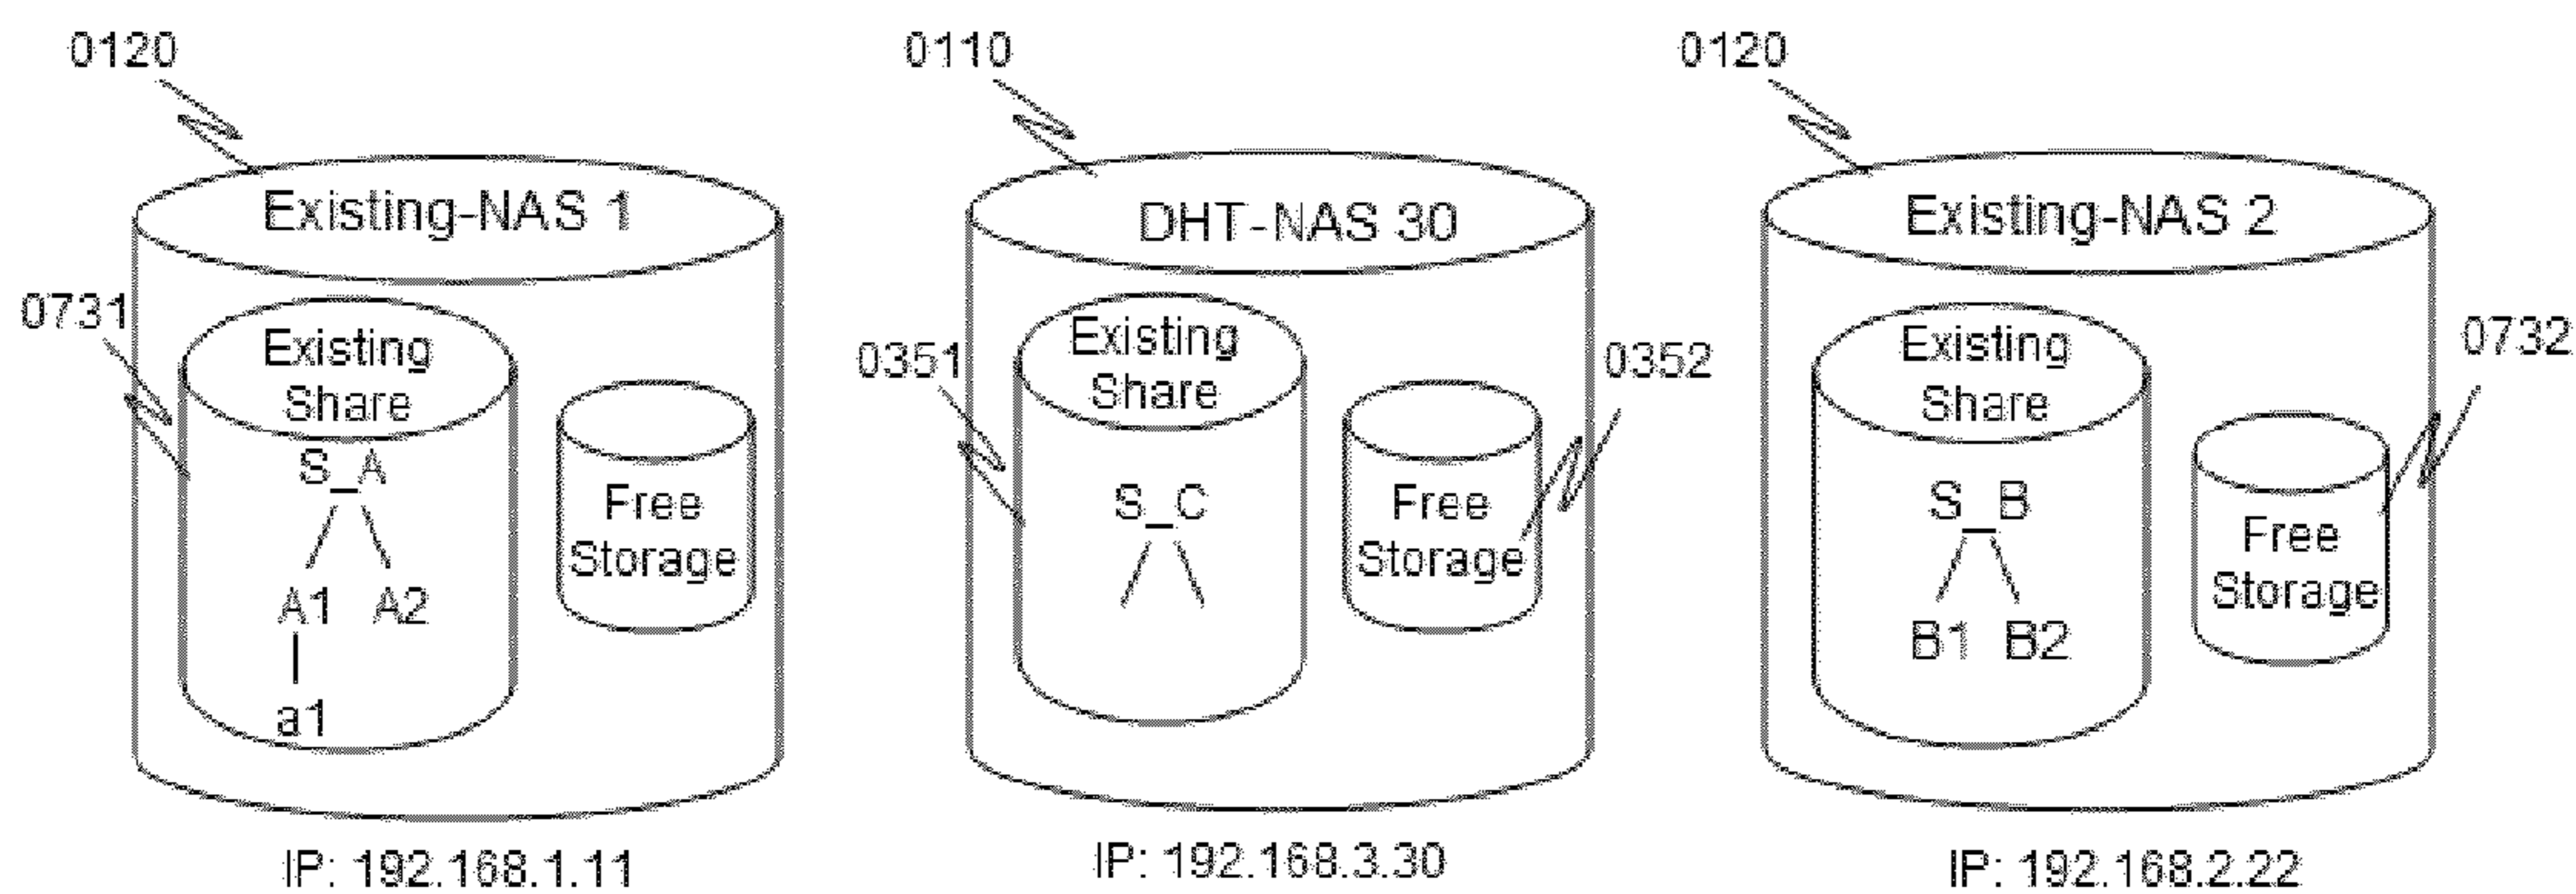 0120
0110
0120
Existing-NAS 1
DHT-NAS 30
Existing-NAS 2
0731
Existing
Share
S_A
A1 A2
a1
Free
Storage
0351
Existing
Share
S_C
Free
Storage
0352
Existing
Share
S_B
B1 B2
Free
Storage
0732
IP: 192.168.1.11
IP: 192.168.3.30
IP: 192.168.2.22